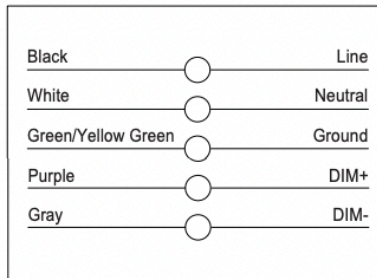 Black Line
White Neutral
Green/Yellow Green Ground
Purple DIM+
Gray DIM-